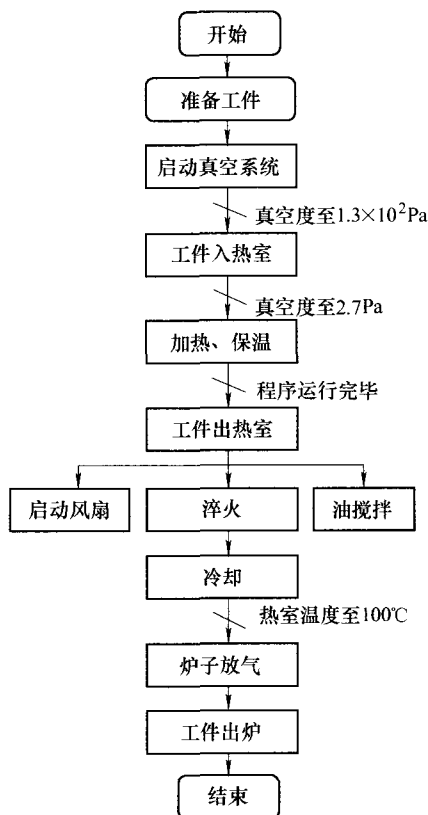 开始
准备工件
启动真空系统
真空度至1.3×10²Pa
工件入热室
真空度至2.7Pa
加热、保温
程序运行完毕
工件出热室
启动风扇
淬火
油搅拌
冷却
热室温度至100℃
炉子放气
工件出炉
结束